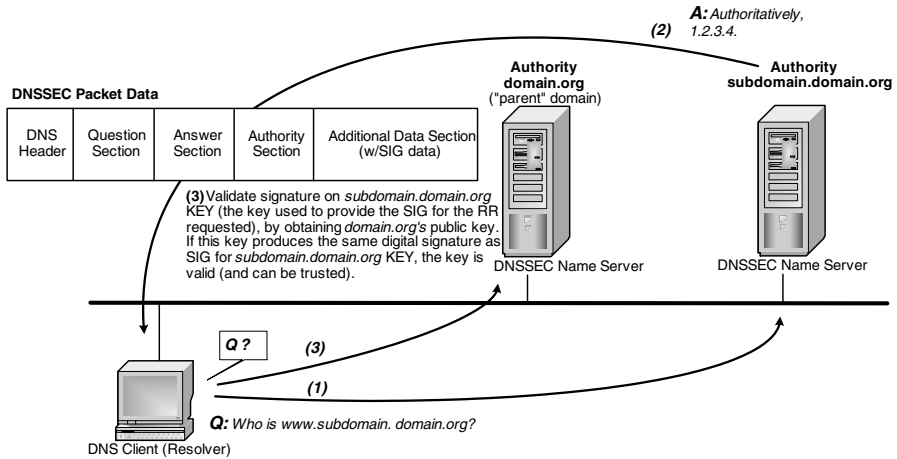 A: Authoritatively,
1.2.3.4.
(2)
Authority
domain.org
("parent" domain)
Authority
subdomain.domain.org
DNSSEC Packet Data
DNS
Header
Question
Section
Answer
Section
Authority
Section
Additional Data Section
(w/SIG data)
(3) Validate signature on subdomain.domain.org
KEY (the key used to provide the SIG for the RR
requested), by obtaining domain.org's public key.
If this key produces the same digital signature as
SIG for subdomain.domain.org KEY, the key is
valid (and can be trusted).
DNSSEC Name Server
DNSSEC Name Server
Q ?
(3)
(1)
Q: Who is www.subdomain. domain.org?
DNS Client (Resolver)